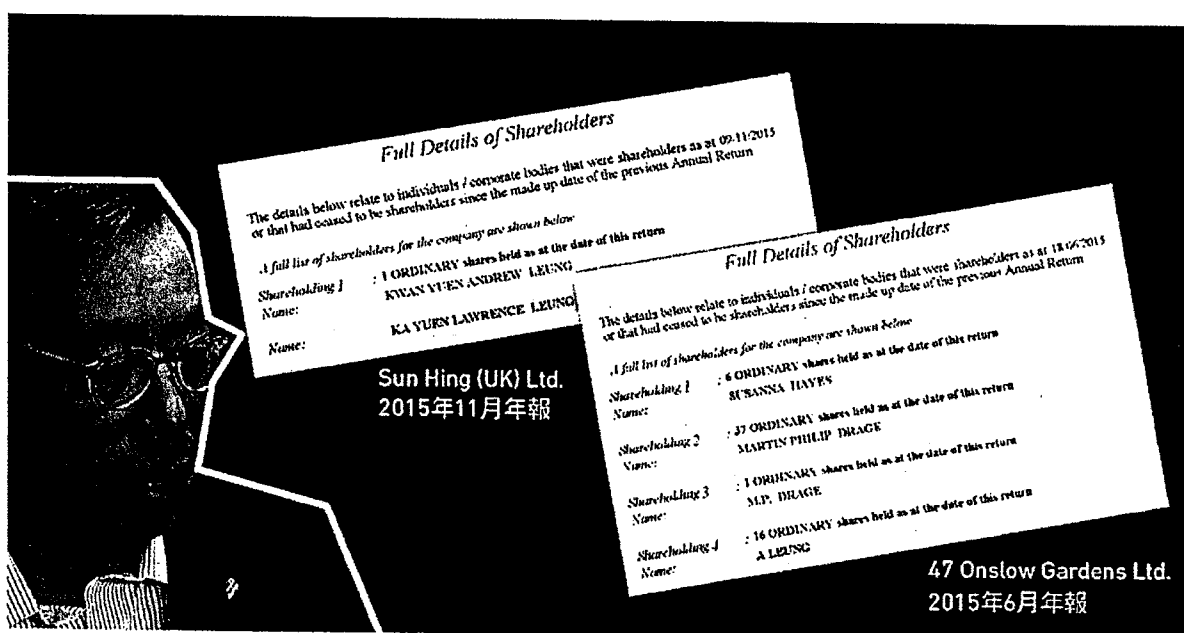 Full Details of Shareholders
The details below relate to individuals / corporate bodies that were shareholders as at 09/11/2015
or that had ceased to be shareholders since the made up date of the previous Annual Return
A full list of shareholders for the company are shown below
Shareholding 1 : 1 ORDINARY shares held as at the date of this return
Name: KWAN YUEN ANDREW LEUNG
Name: KA YUEN LAWRENCE LEUNG
Sun Hing (UK) Ltd.
2015年11月年報
Full Details of Shareholders
The details below relate to individuals / corporate bodies that were shareholders as at 18/06/2015
or that had ceased to be shareholders since the made up date of the previous Annual Return
A full list of shareholders for the company are shown below
Shareholding 1 : 6 ORDINARY shares held as at the date of this return
Name: SUSANNA HAYES
Shareholding 2 : 37 ORDINARY shares held as at the date of this return
Name: MARTIN PHILIP DRAGE
Shareholding 3 : 1 ORDINARY shares held as at the date of this return
Name: M.P. DRAGE
Shareholding 4 : 16 ORDINARY shares held as at the date of this return
Name: A LEUNG
47 Onslow Gardens Ltd.
2015年6月年報